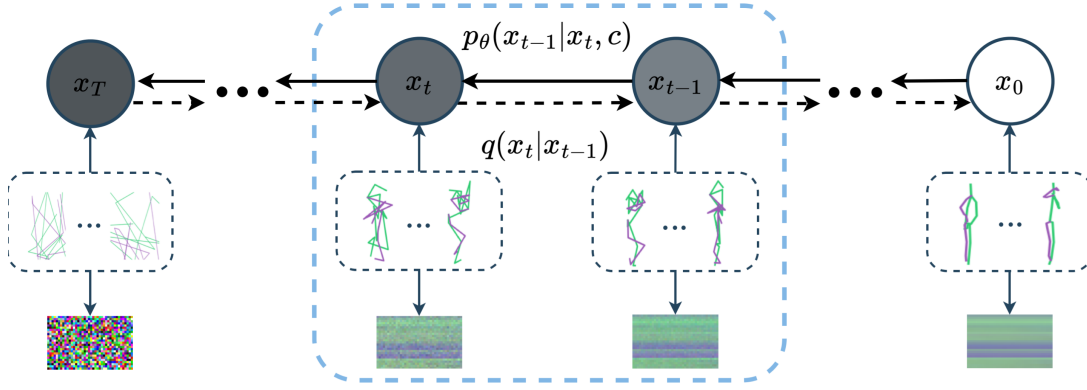 p_θ(x_{t-1}|x_t, c)
x_T ••• x_t x_{t-1} ••• x_0
q(x_t|x_{t-1})
••• ••• ••• •••